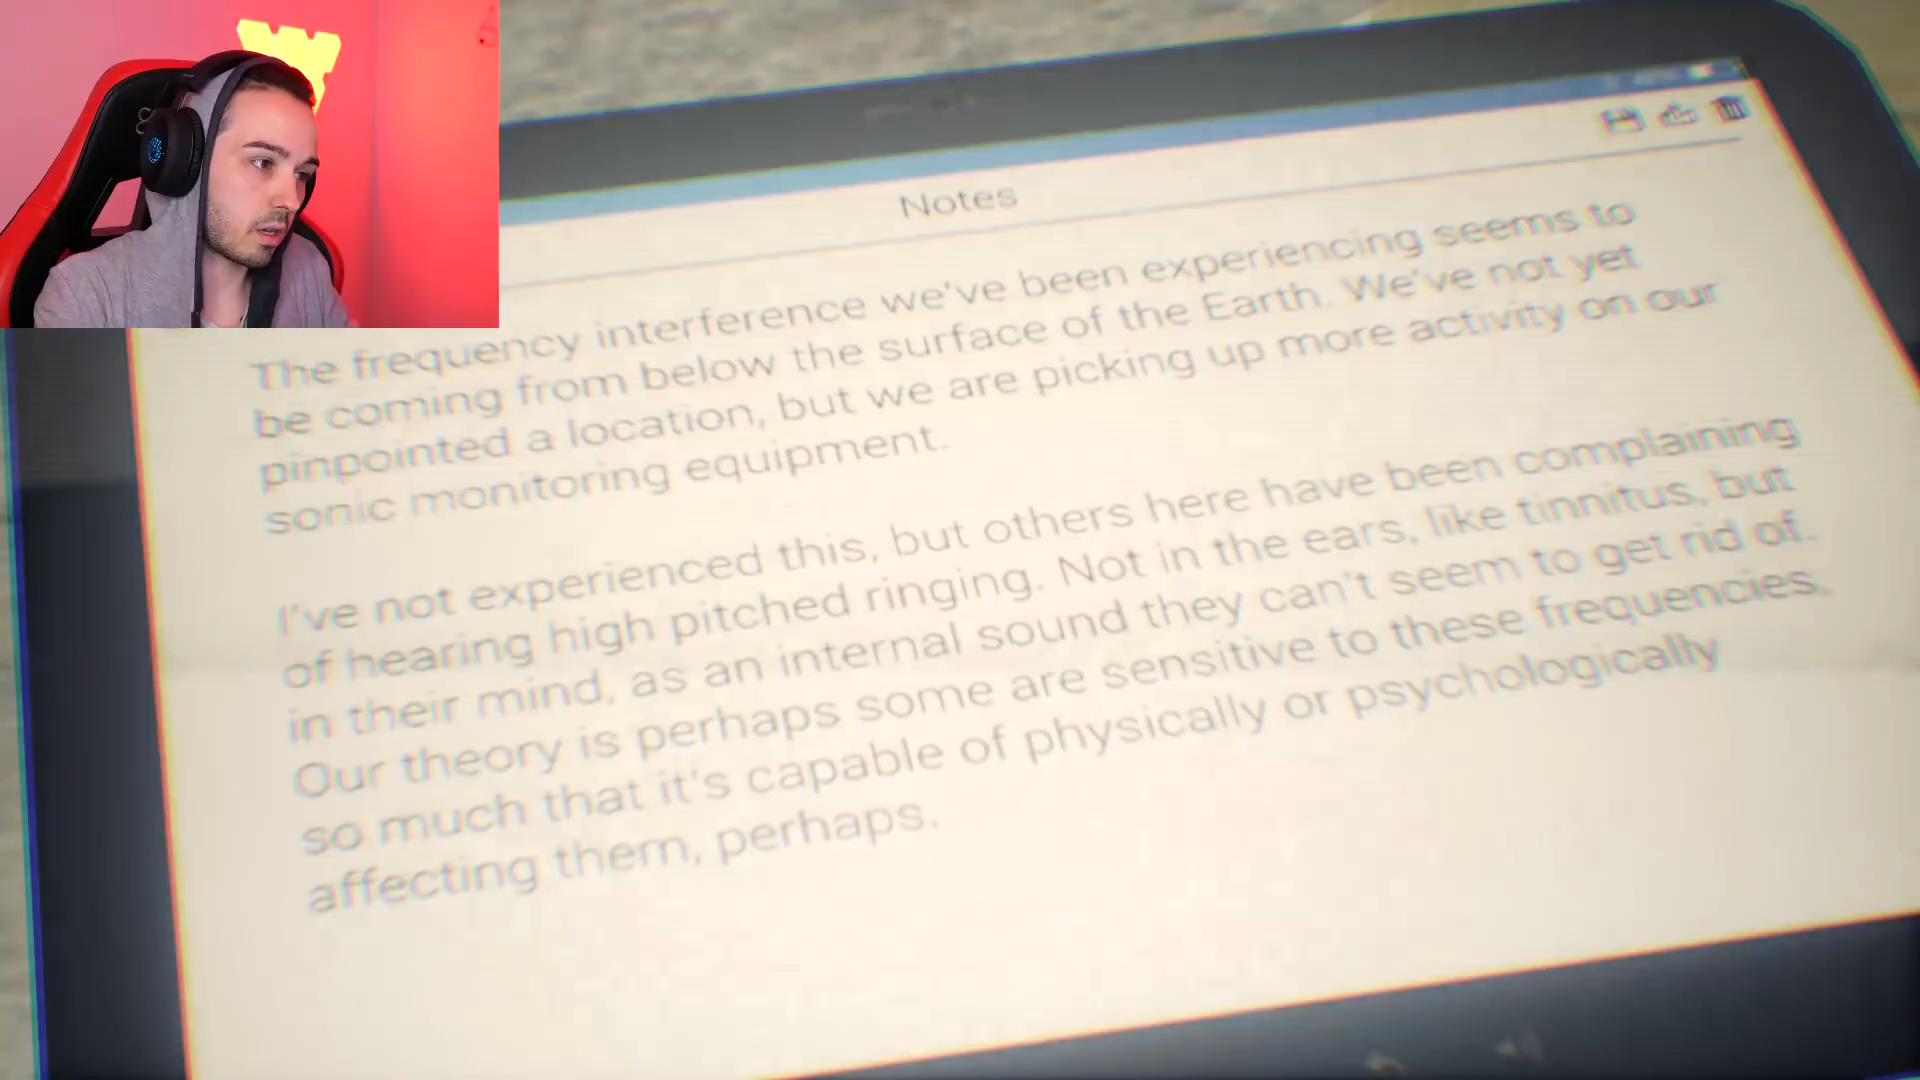 Notes
The frequency interference we've been experiencing seems to
be coming from below the surface of the Earth. We've not yet
pinpointed a location, but we are picking up more activity on our
sonic monitoring equipment.
I've not experienced this, but others here have been complaining
of hearing high pitched ringing. Not in the ears, like tinnitus, but
in their mind, as an internal sound they can't seem to get rid of.
Our theory is perhaps some are sensitive to these frequencies,
so much that it's capable of physically or psychologically
affecting them, perhaps.